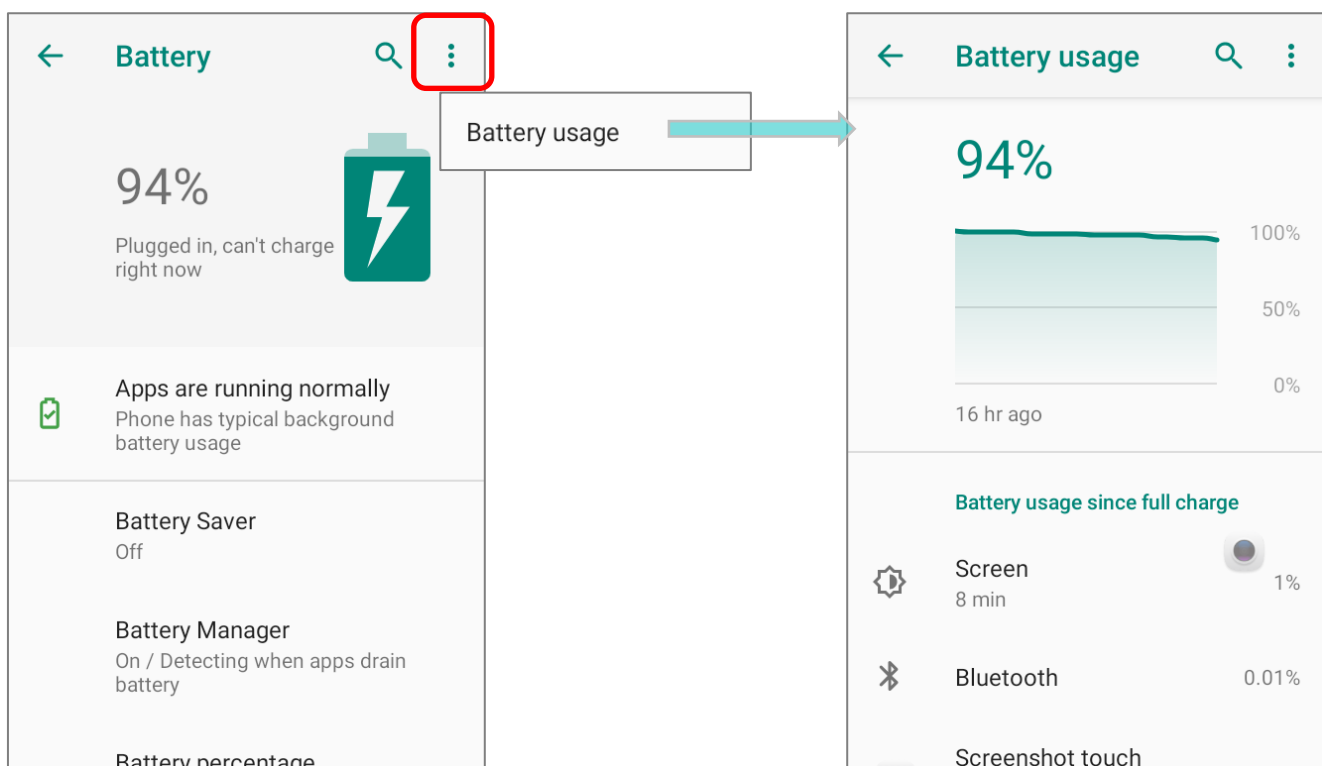 Battery
Battery usage
94%
Plugged in, can't charge
right now
Apps are running normally
Phone has typical background
battery usage
Battery Saver
Off
Battery Manager
On / Detecting when apps drain
battery
Battery percentage
Battery usage
94%
100%
50%
0%
16 hr ago
Battery usage since full charge
Screen
8 min
1%
Bluetooth
0.01%
Screenshot touch